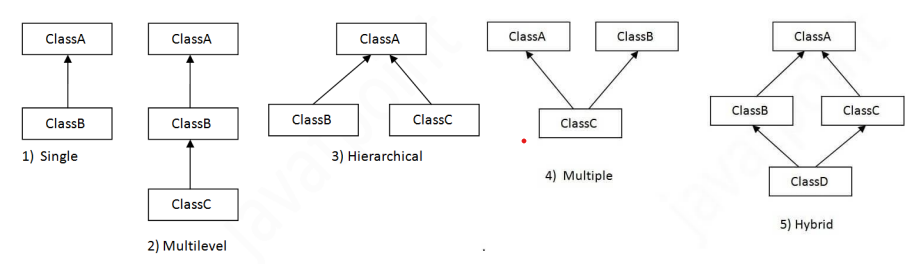 ClassA
ClassB
1) Single
ClassA
ClassB
ClassC
2) Multilevel
ClassA
ClassB
ClassC
3) Hierarchical
ClassA
ClassB
ClassC
4) Multiple
ClassA
ClassB
ClassC
ClassD
5) Hybrid